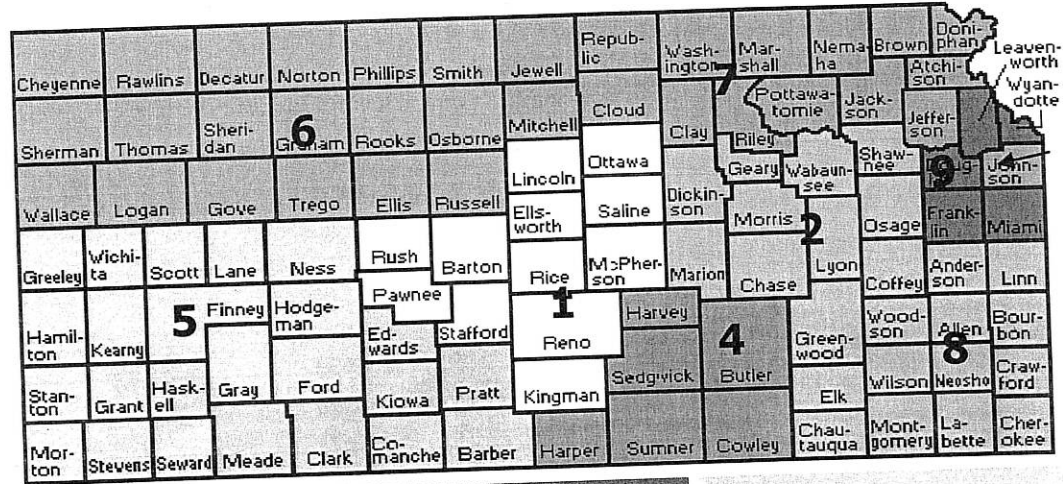 Cheyenne
Rawlins
Decatur
Norton
Phillips
Smith
Jewell
Repub-
lic
Wash-
ington
Mar-
shall
Nema-
ha
Brown
Doni-
phan
Leaven-
worth
Wyan-
dotte
Atchi-
son
Sherman
Thomas
Sheri-
dan
6
Graham
Rooks
Osborne
Mitchell
Cloud
Clay
7
Riley
Pottawa-
tomie
Jack-
son
Jeffer-
son
Lincoln
Ottawa
Geary
Wabaun-
see
Shaw-
nee
9
John-
son
Wallace
Logan
Gove
Trego
Ellis
Russell
Ells-
worth
Saline
Dickin-
son
Morris
2
Osage
Frank-
lin
Miami
Greeley
Wichi-
ta
Scott
Lane
Ness
Rush
Barton
Rice
McPher-
son
Marion
Chase
Lyon
Coffey
Ander-
son
Linn
Hamil-
ton
Kearny
5
Finney
Hodge-
man
Pawnee
Ed-
wards
Stafford
1
Reno
Harvey
4
Butler
Green-
wood
Wood-
son
Allen
Bour-
bon
Stan-
ton
Grant
Hask-
ell
Gray
Ford
Kiowa
Pratt
Kingman
Sedgwick
Elk
Wilson
8
Neosho
Craw-
ford
Mor-
ton
Stevens
Seward
Meade
Clark
Co-
manche
Barber
Harper
Sumner
Cowley
Chau-
tauqua
Mont-
gomery
La-
bette
Cher-
okee